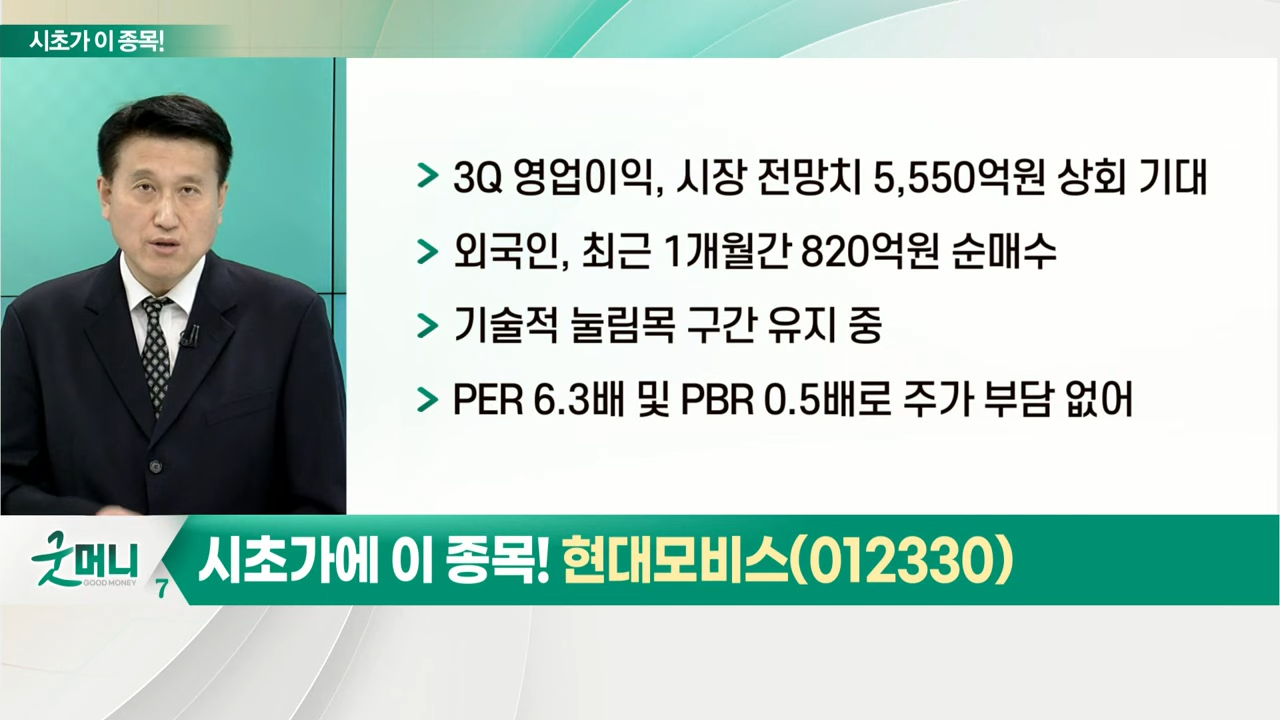 시초가 이 종목!
> 3Q 영업이익, 시장 전망치 5,550억원 상회 기대
> 외국인, 최근 1개월간 820억원 순매수
> 기술적 눌림목 구간 유지 중
> PER 6.3배 및 PBR 0.5배로 주가 부담 없어
굿머니
GOOD MONEY
7
시초가에 이 종목! 현대모비스(012330)